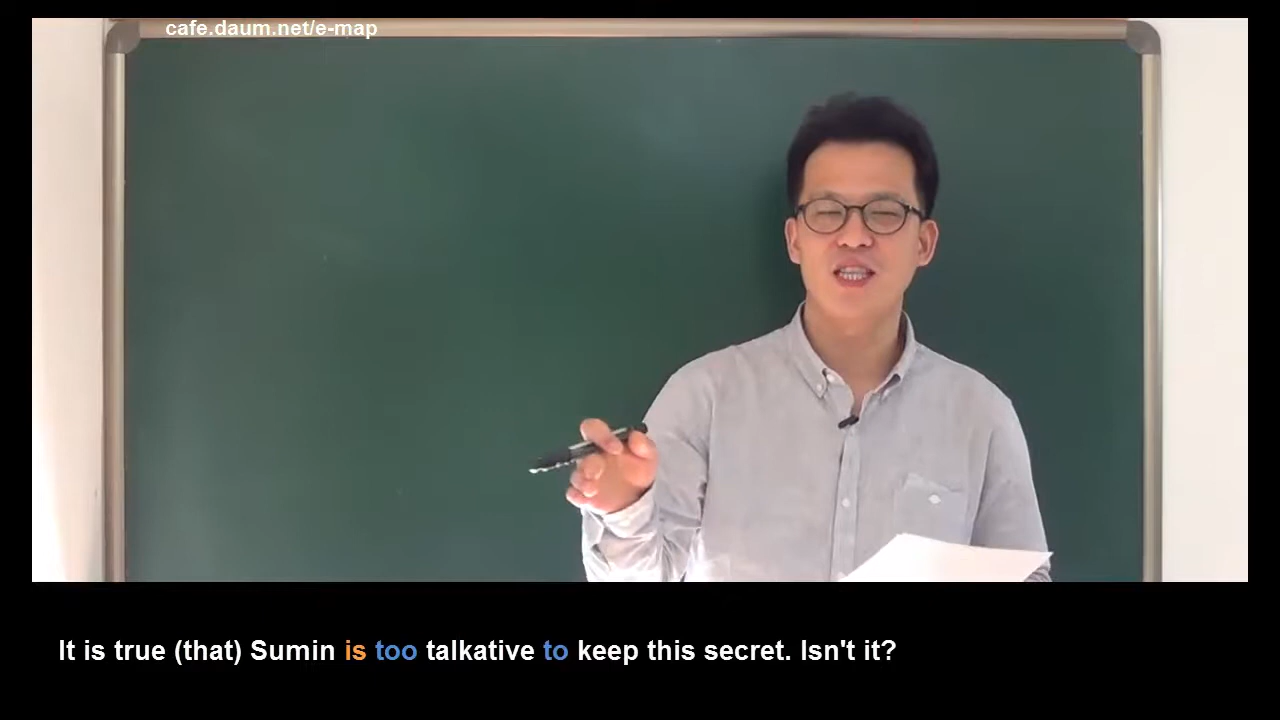 cafe.daum.net/e-map
It is true (that) Sumin is too talkative to keep this secret. Isn't it?